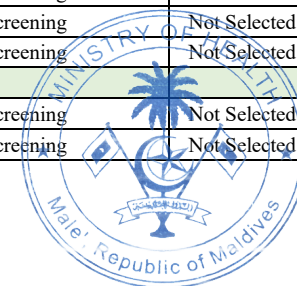 creening Not Selected
creening Not Selected
creening Not Selected
creening Not Selected
MINISTRY OF HEALTH
Male', Republic of Maldives